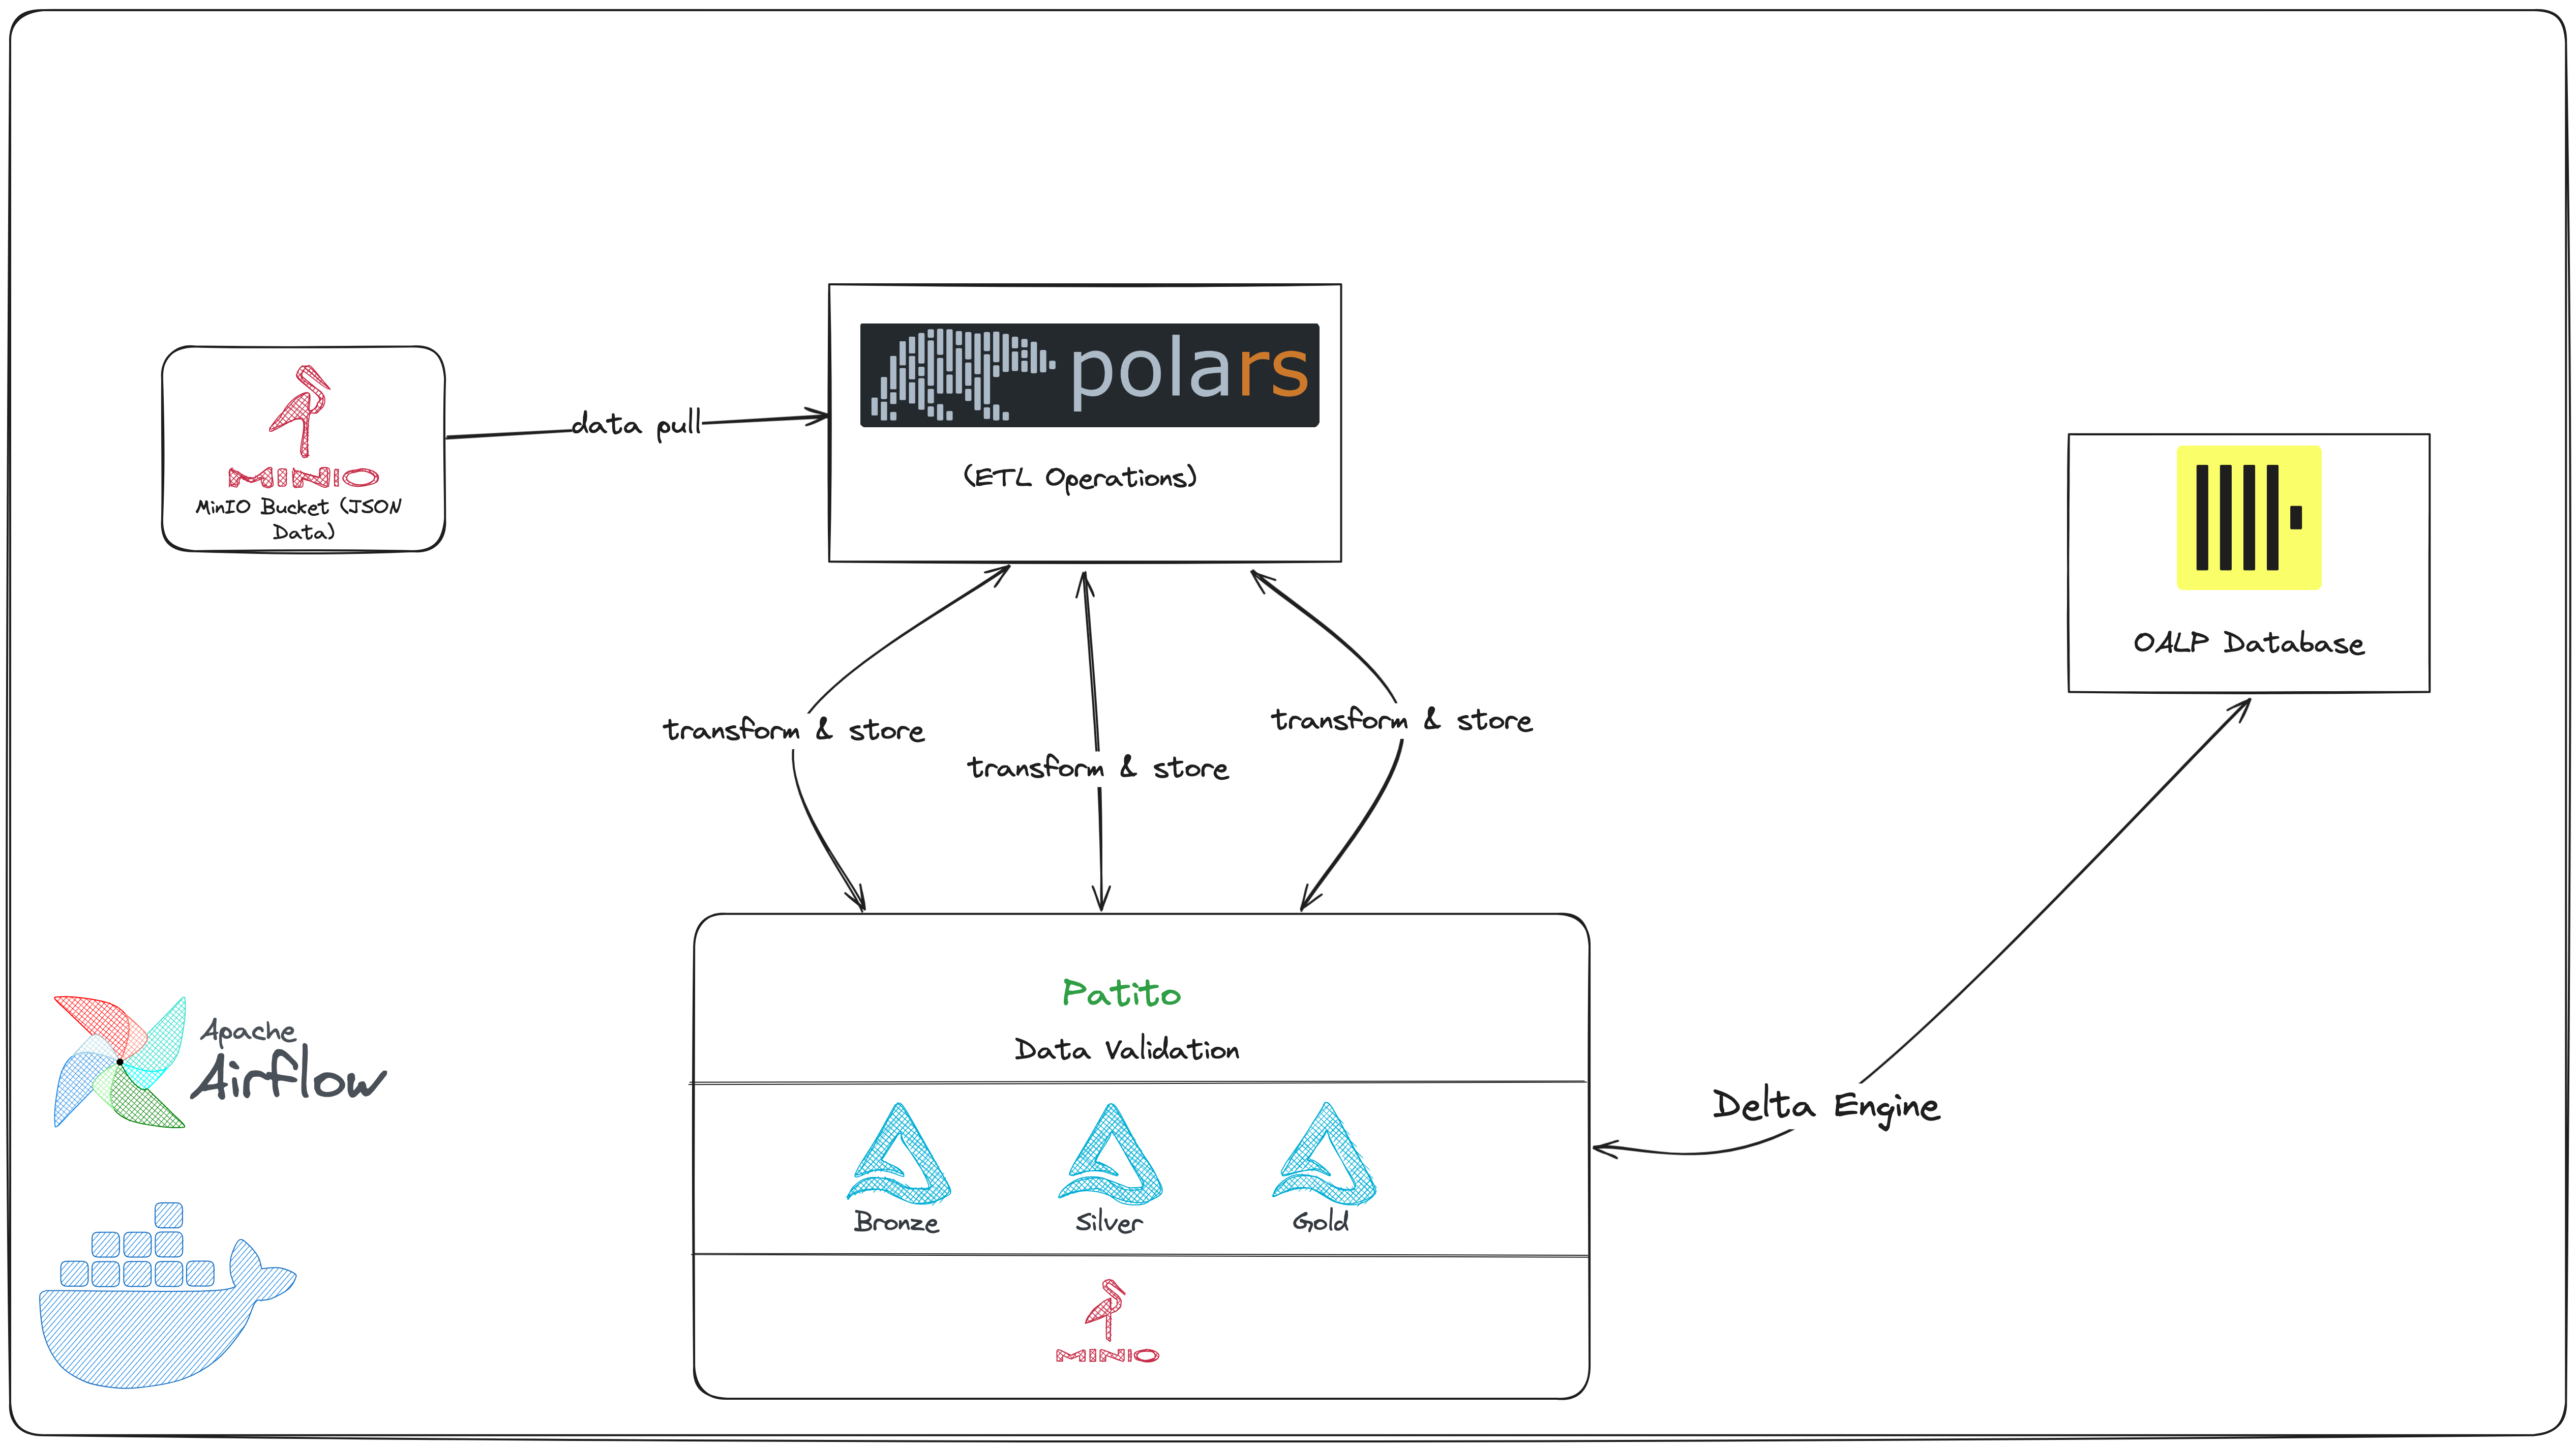 MINIO
MinIO Bucket (JSON
Data)
data pull
polars
(ETL Operations)
OALP Database
transform & store
transform & store
transform & store
Patito
Data Validation
Apache
Airflow
Delta Engine
Bronze
Silver
Gold
MINIO